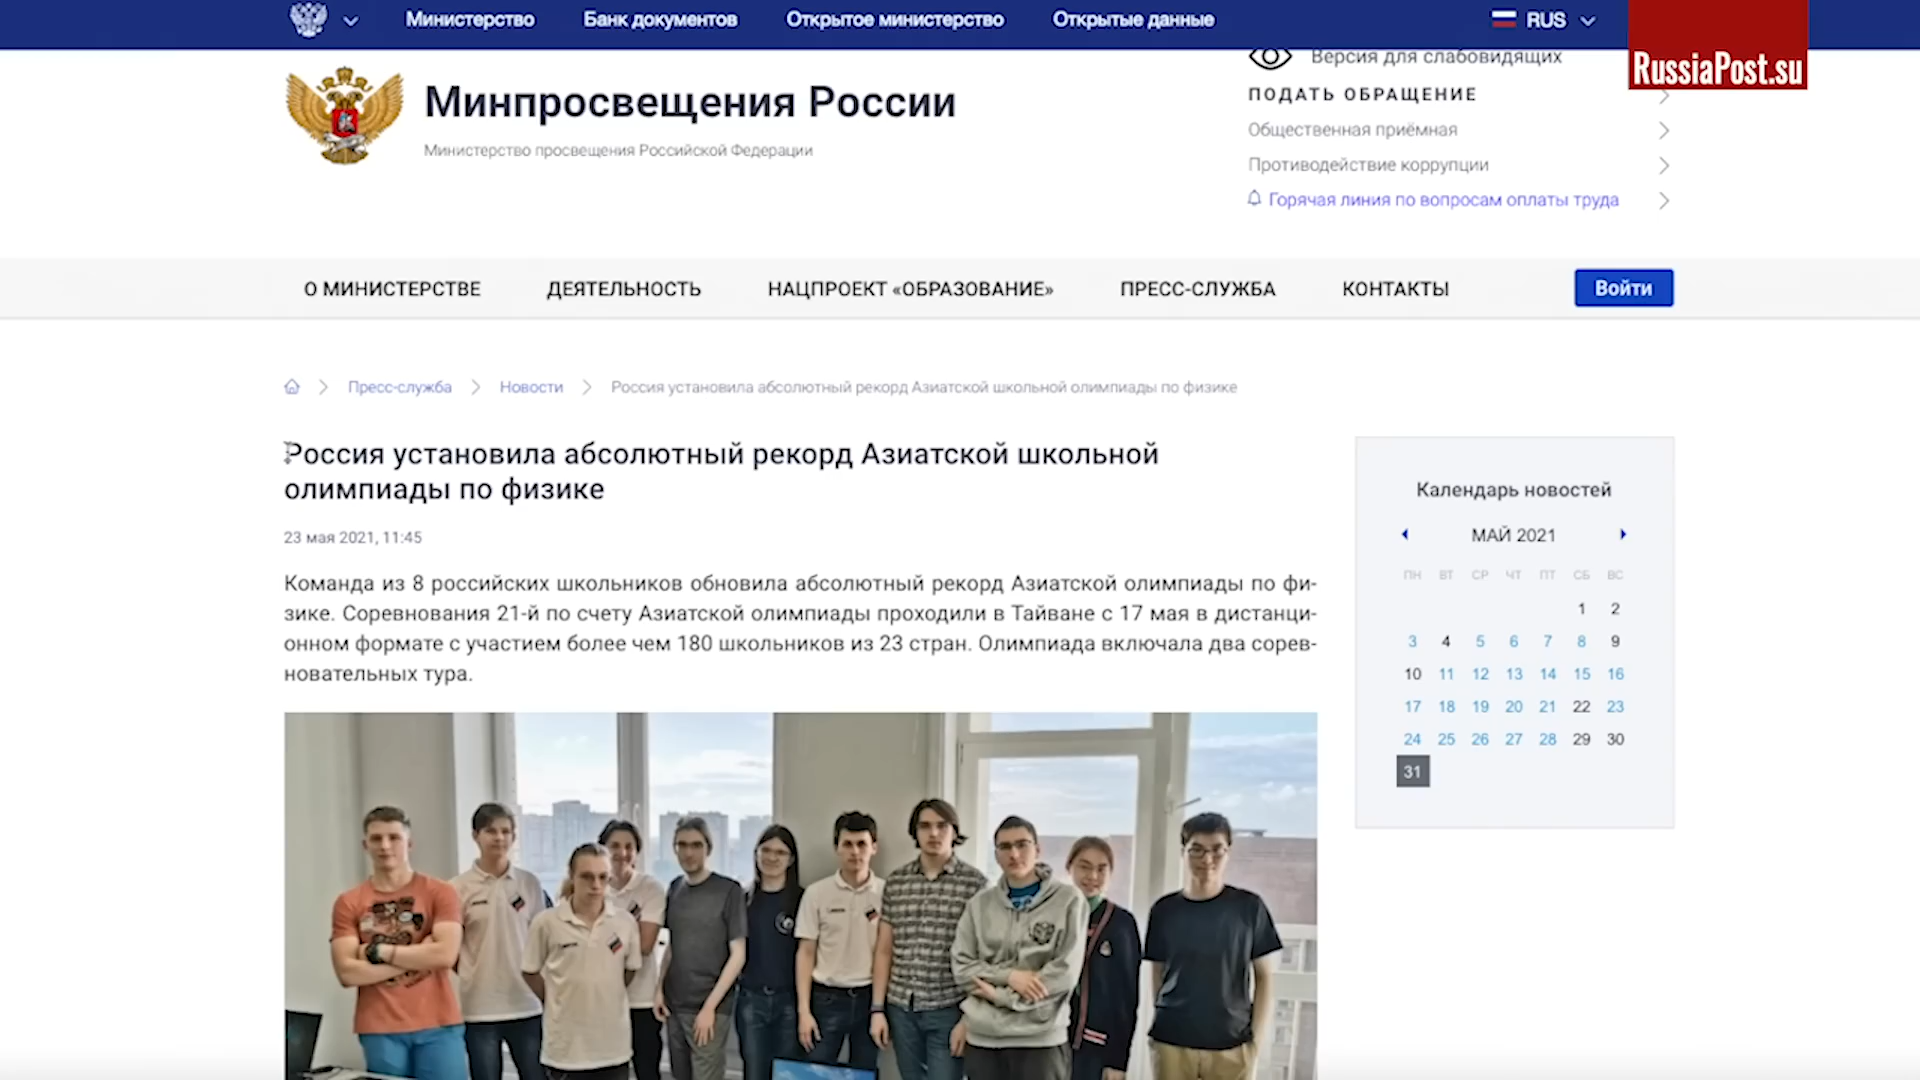 Министерство
Банк документов
Открытое министерство
Открытые данные
RUS
RussiaPost.su
Версия для слабовидящих
Минпросвещения России
Министерство просвещения Российской Федерации
ПОДАТЬ ОБРАЩЕНИЕ
Общественная приёмная
Противодействие коррупции
Горячая линия по вопросам оплаты труда
О МИНИСТЕРСТВЕ
ДЕЯТЕЛЬНОСТЬ
НАЦПРОЕКТ «ОБРАЗОВАНИЕ»
ПРЕСС-СЛУЖБА
КОНТАКТЫ
Войти
Пресс-служба
Новости
Россия установила абсолютный рекорд Азиатской школьной олимпиады по физике
Россия установила абсолютный рекорд Азиатской школьной
олимпиады по физике
23 мая 2021, 11:45
Команда из 8 российских школьников обновила абсолютный рекорд Азиатской олимпиады по фи-
зике. Соревнования 21-й по счету Азиатской олимпиады проходили в Тайване с 17 мая в дистанци-
онном формате с участием более чем 180 школьников из 23 стран. Олимпиада включала два сорев-
новательных тура.
Календарь новостей
МАЙ 2021
ПН ВТ СР ЧТ ПТ СБ ВС
1 2
3 4 5 6 7 8 9
10 11 12 13 14 15 16
17 18 19 20 21 22 23
24 25 26 27 28 29 30
31